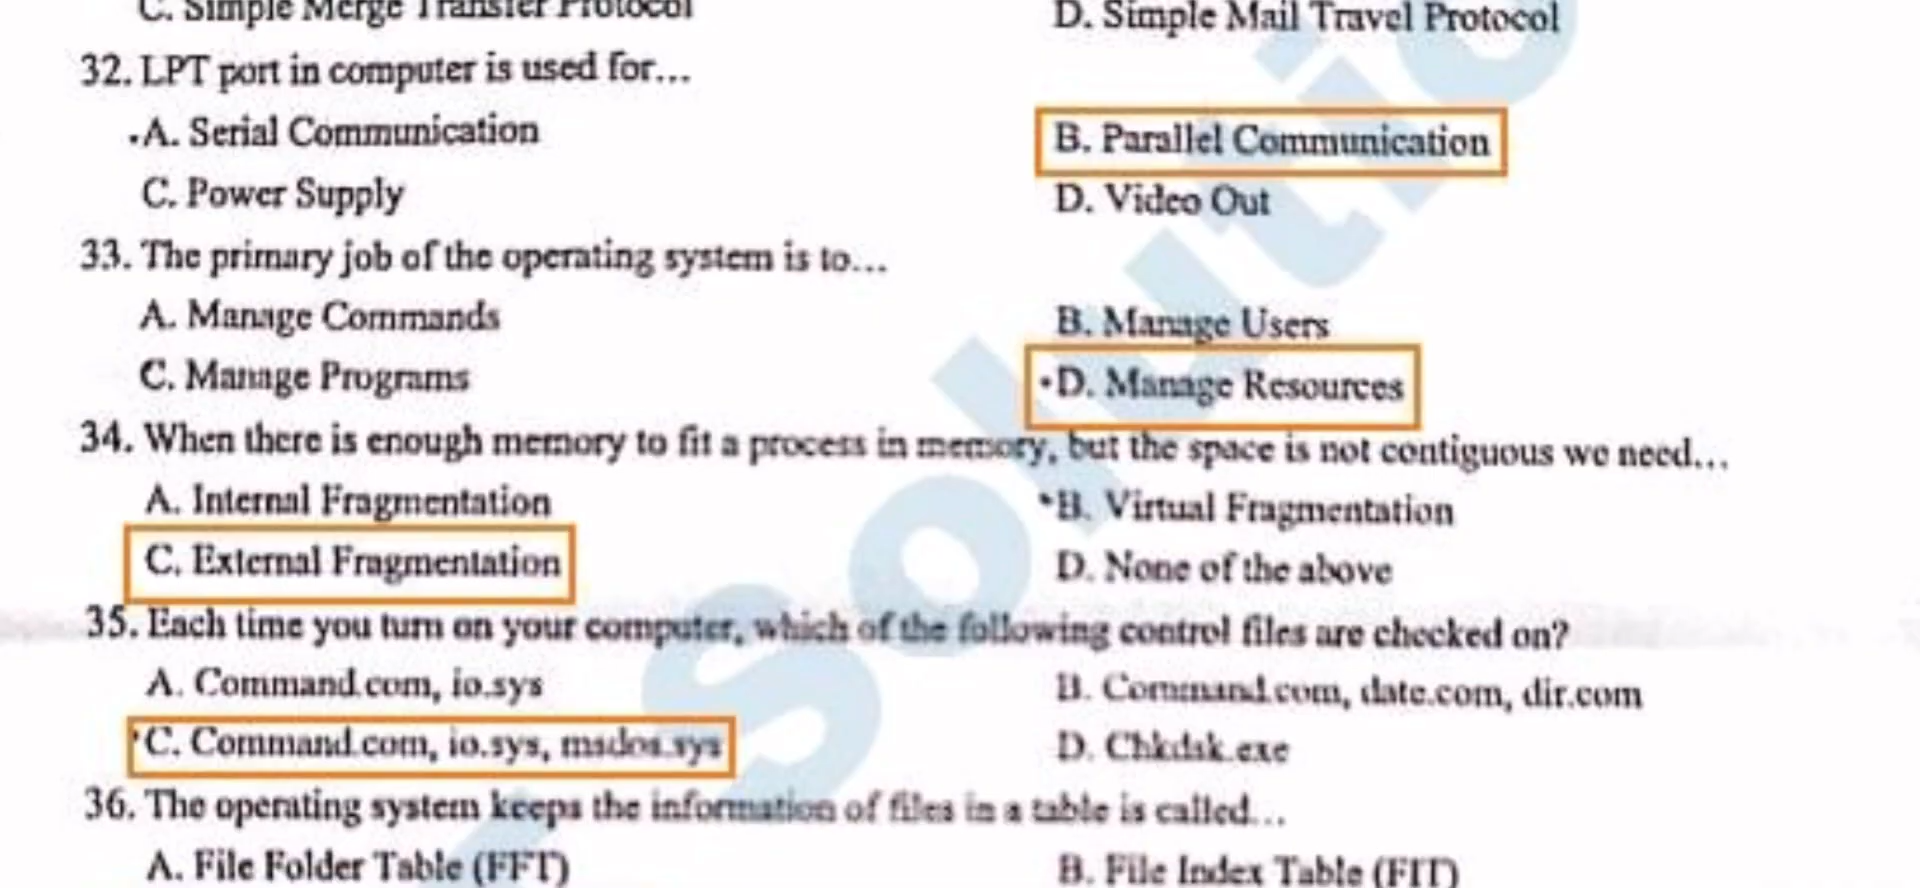 C. Simple Merge Transfer Protocol D. Simple Mail Travel Protocol
32. LPT port in computer is used for...
A. Serial Communication B. Parallel Communication
C. Power Supply D. Video Out
33. The primary job of the operating system is to...
A. Manage Commands B. Manage Users
C. Manage Programs D. Manage Resources
34. When there is enough memory to fit a process in memory, but the space is not contiguous we need...
A. Internal Fragmentation B. Virtual Fragmentation
C. External Fragmentation D. None of the above
35. Each time you turn on your computer, which of the following control files are checked on?
A. Command.com, io.sys B. Command.com, date.com, dir.com
C. Command.com, io.sys, msdos.sys D. Chkdsk.exe
36. The operating system keeps the information of files in a table is called...
A. File Folder Table (FFT) B. File Index Table (FIT)